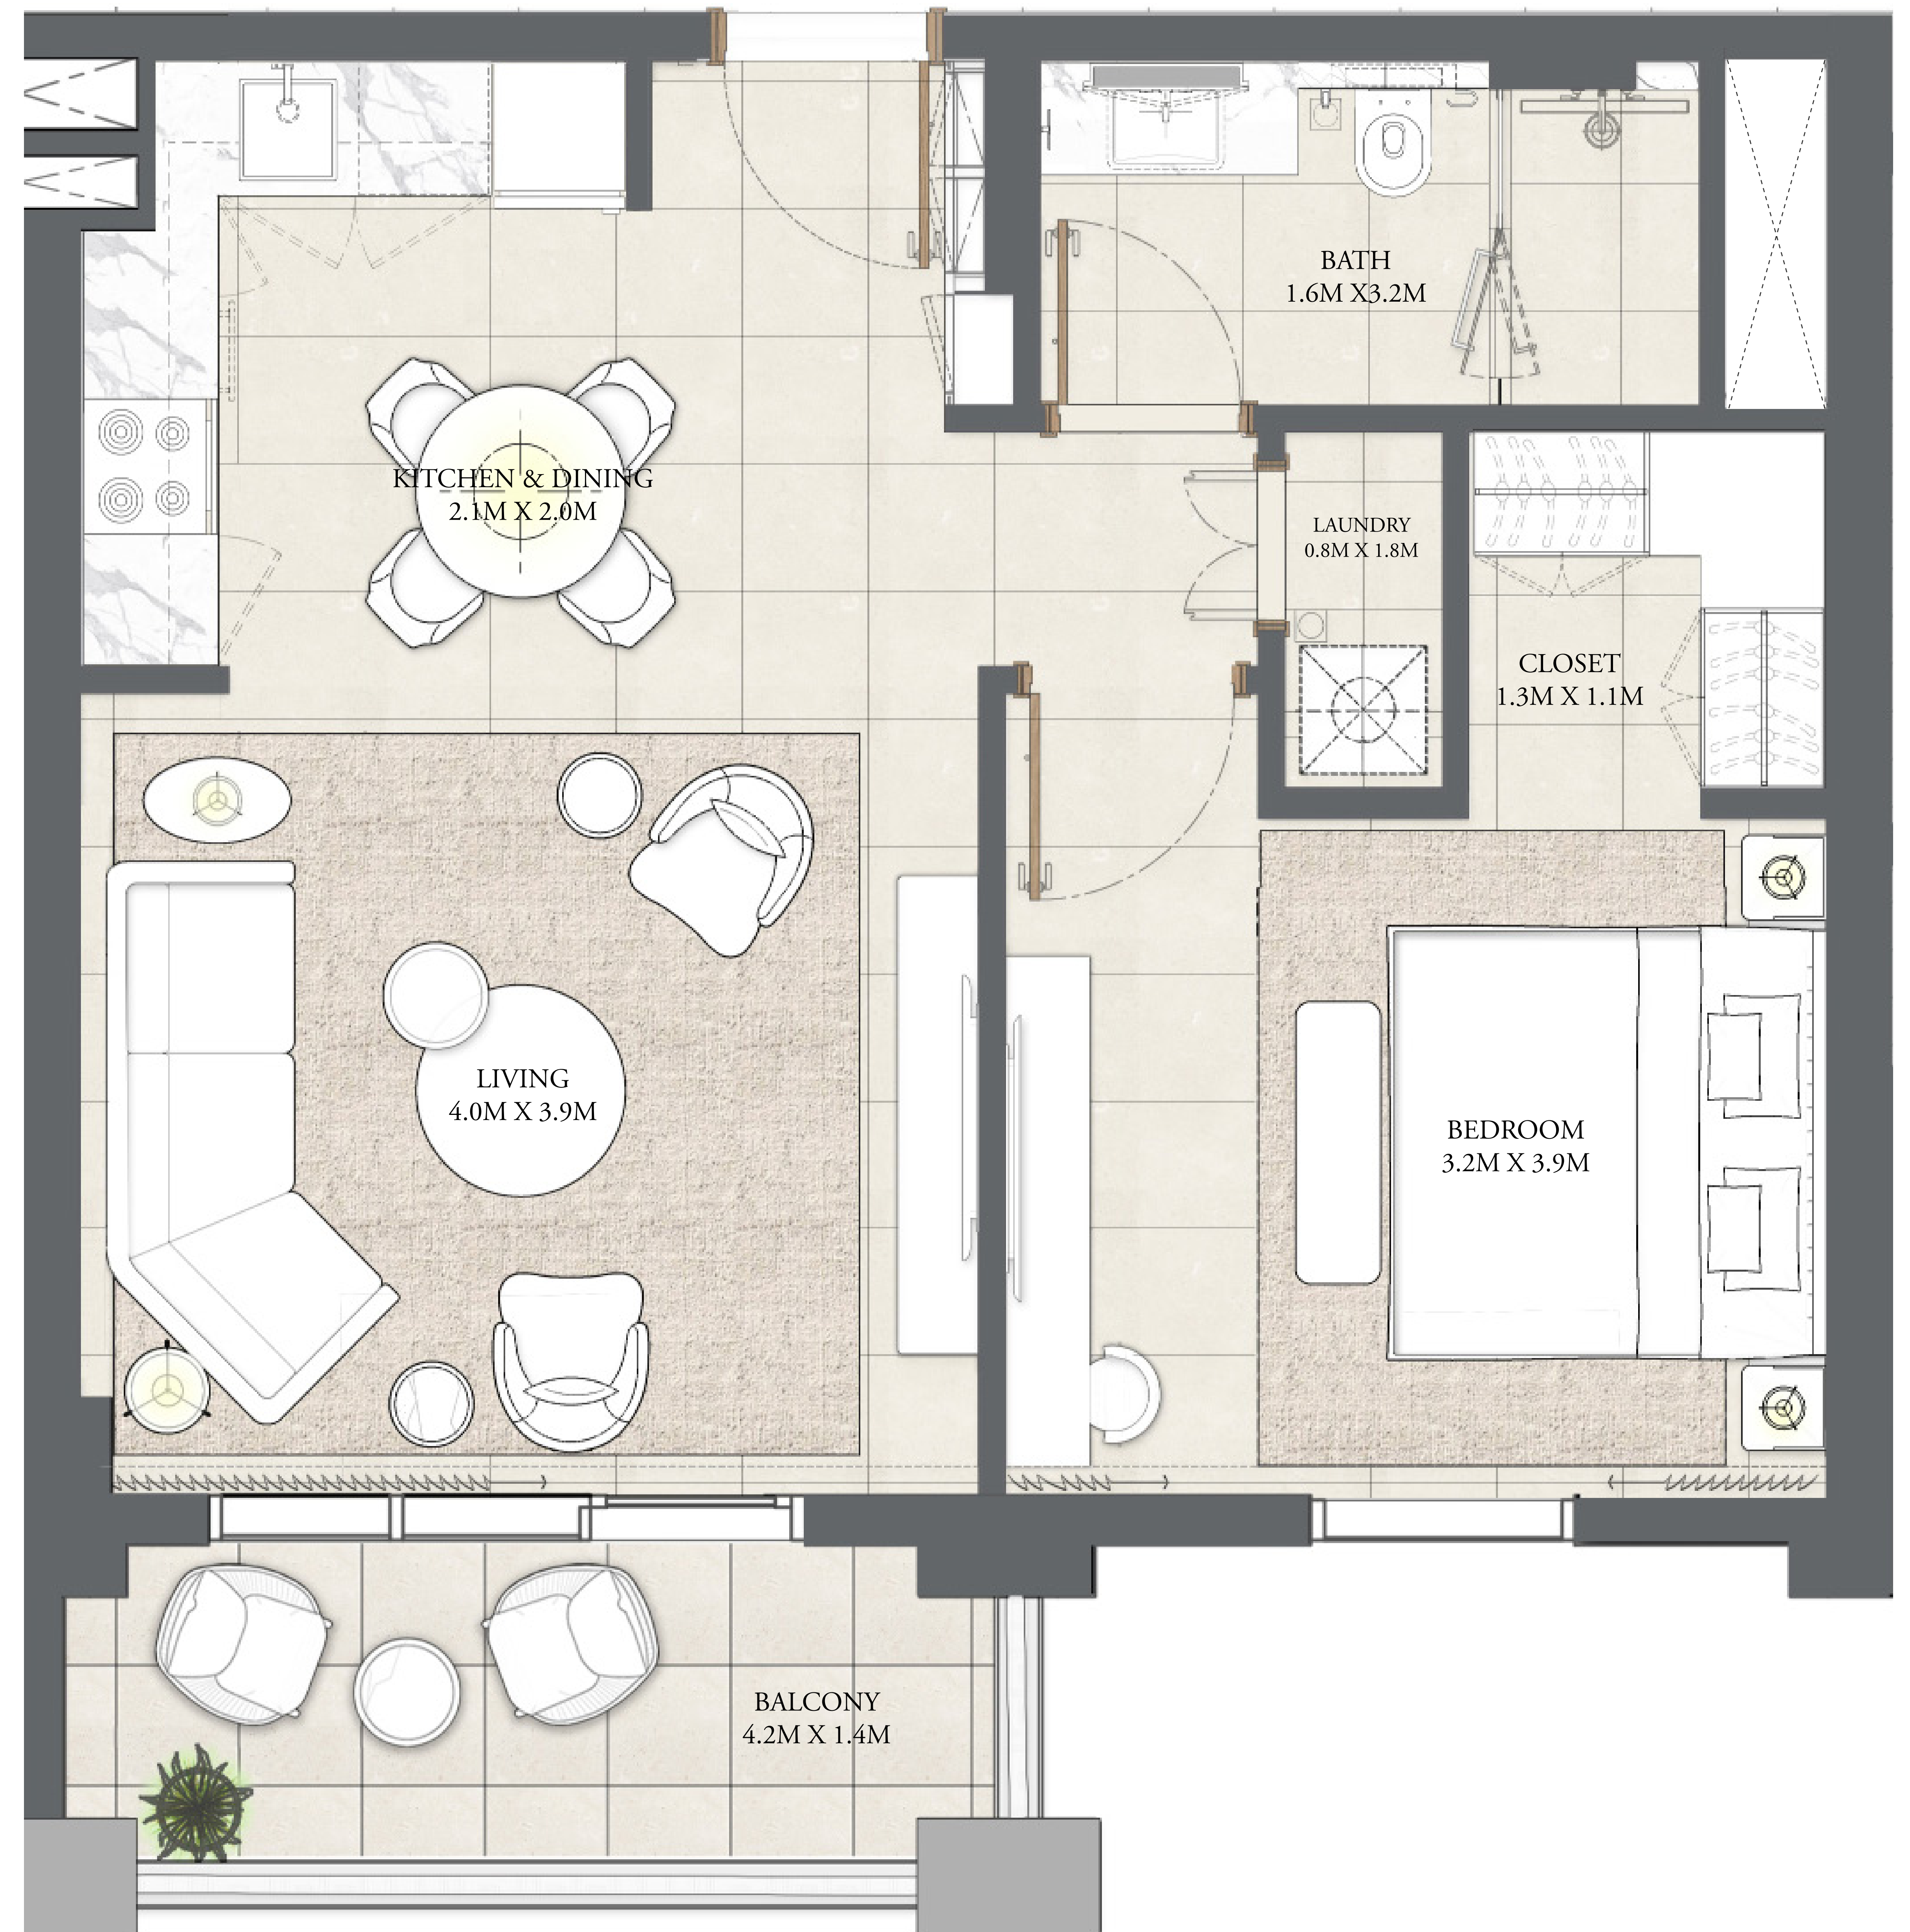 BATH
1.6M X3.2M
KITCHEN & DINING
2.1M X 2.0M
LAUNDRY
0.8M X 1.8M
CLOSET
1.3M X 1.1M
LIVING
4.0M X 3.9M
BEDROOM
3.2M X 3.9M
BALCONY
4.2M X 1.4M